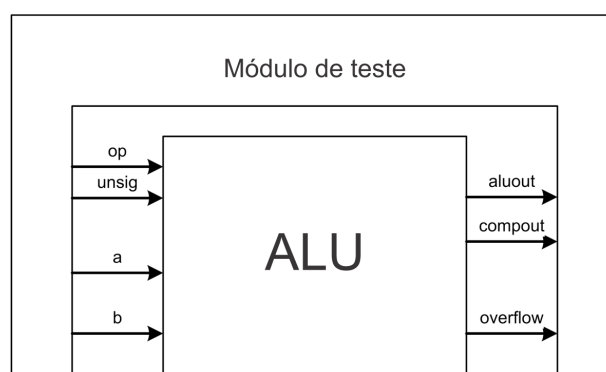 Módulo de teste
op
unsig
a
b
ALU
aluout
compout
overflow